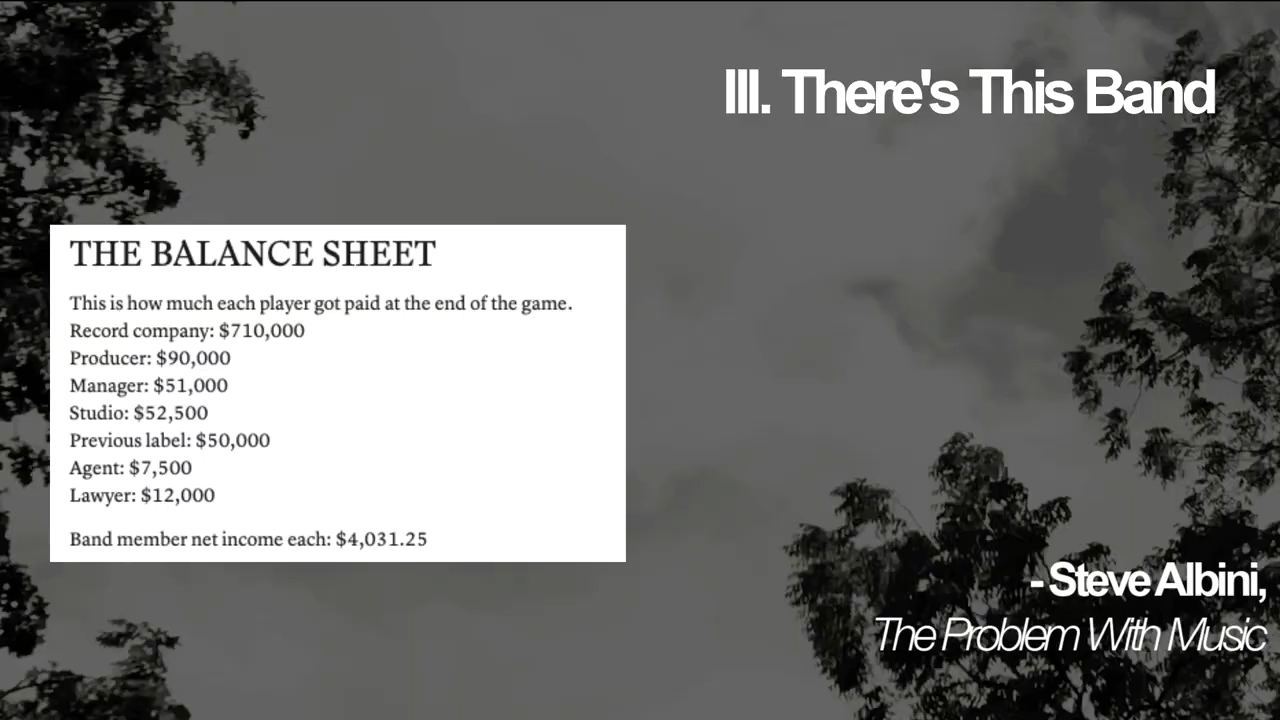 III. There's This Band
THE BALANCE SHEET
This is how much each player got paid at the end of the game.
Record company: $710,000
Producer: $90,000
Manager: $51,000
Studio: $52,500
Previous label: $50,000
Agent: $7,500
Lawyer: $12,000
Band member net income each: $4,031.25
- Steve Albini,
The Problem With Music